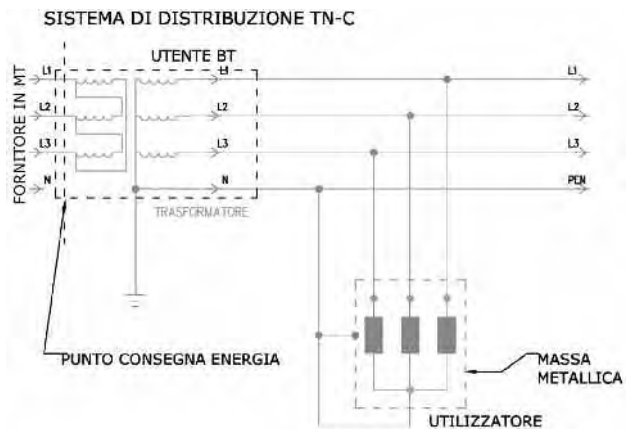 SISTEMA DI DISTRIBUZIONE TN-C
UTENTE BT
FORNITORE IN MT
L1
L1
L1
L2
L2
L2
L3
L3
L3
N
N
PEN
TRASFORMATORE
PUNTO CONSEGNA ENERGIA
MASSA
METALLICA
UTILIZZATORE